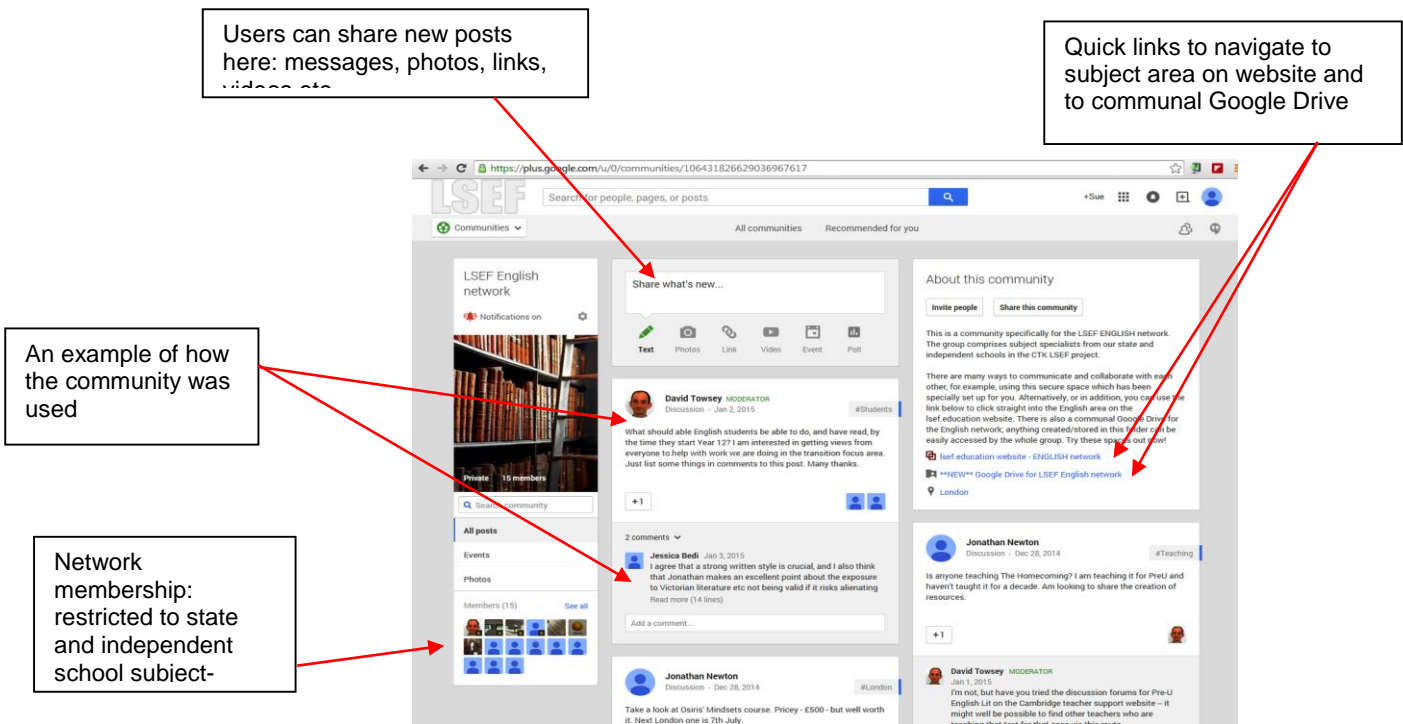 Users can share new posts
here: messages, photos, links,
videos etc
Quick links to navigate to
subject area on website and
to communal Google Drive
An example of how
the community was
used
Network
membership:
restricted to state
and independent
school subject-
https://plus.google.com/u/0/communities/106431826629036967617
LSEF
Search for people, pages, or posts
+Sue
Communities
All communities
Recommended for you
LSEF English
network
Notifications on
Private 15 members
Search community
All posts
Events
Photos
Members (15)
See all
Share what's new...
Text Photos Link Video Event Poll
David Towsey MODERATOR
Discussion - Jan 2, 2015
#Students
What should able English students be able to do, and have read, by
the time they start Year 12? I am interested in getting views from
everyone to help with work we are doing in the transition focus area.
Just list some things in comments to this post. Many thanks.
+1
2 comments
Jessica Bedi Jan 3, 2015
I agree that a strong written style is crucial, and I also think
that Jonathan makes an excellent point about the exposure
to Victorian literature etc not being valid if it risks alienating
Read more (14 lines)
Add a comment...
Jonathan Newton
Discussion - Dec 28, 2014
#London
Take a look at Osiris' Mindsets course. Pricey - £500 - but well worth
it. Next London one is 7th July.
About this community
Invite people
Share this community
This is a community specifically for the LSEF ENGLISH network.
The group comprises subject specialists from our state and
independent schools in the CTK LSEF project.
There are many ways to communicate and collaborate with each
other, for example, using this secure space which has been
specially set up for you. Alternatively, or in addition, you can use the
link below to click straight into the English area on the
lsef.education website. There is also a communal Google Drive for
the English network; anything created/stored in this folder can be
easily accessed by the whole group. Try these spaces out now!
lsef.education website - ENGLISH network
**NEW** Google Drive for LSEF English network
London
Jonathan Newton
Discussion - Dec 28, 2014
#Teaching
Is anyone teaching The Homecoming? I am teaching it for PreU and
haven't taught it for a decade. Am looking to share the creation of
resources.
+1
David Towsey MODERATOR
Jan 1, 2015
I'm not, but have you tried the discussion forums for Pre-U
English Lit on the Cambridge teacher support website – it
might well be possible to find other teachers who are
teaching that text for that page via this route